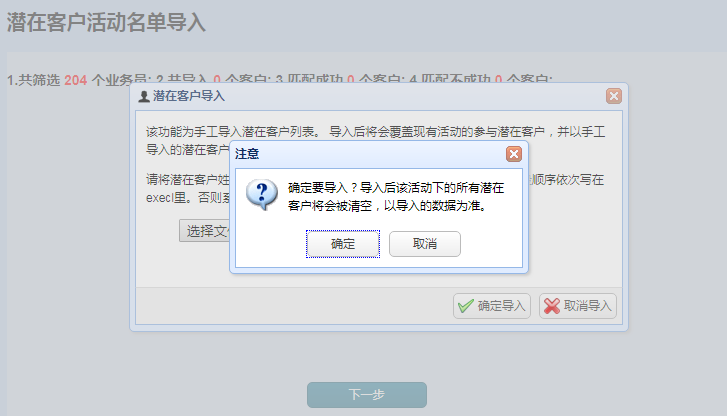 潜在客户活动名单导入
1.共筛选 204 个业务员; 2.共导入 0 个客户; 3.匹配成功 0 个客户; 4.匹配不成功 0 个客户;
潜在客户导入
该功能为手工导入潜在客户列表。 导入后将会覆盖现有活动的参与潜在客户，并以手工
导入的潜在客户
注意
请将潜在客户姓 顺序依次写在
execl里。否则系
确定要导入？导入后该活动下的所有潜在
客户将会被清空，以导入的数据为准。
选择文件
确定 取消
确定导入 取消导入
下一步